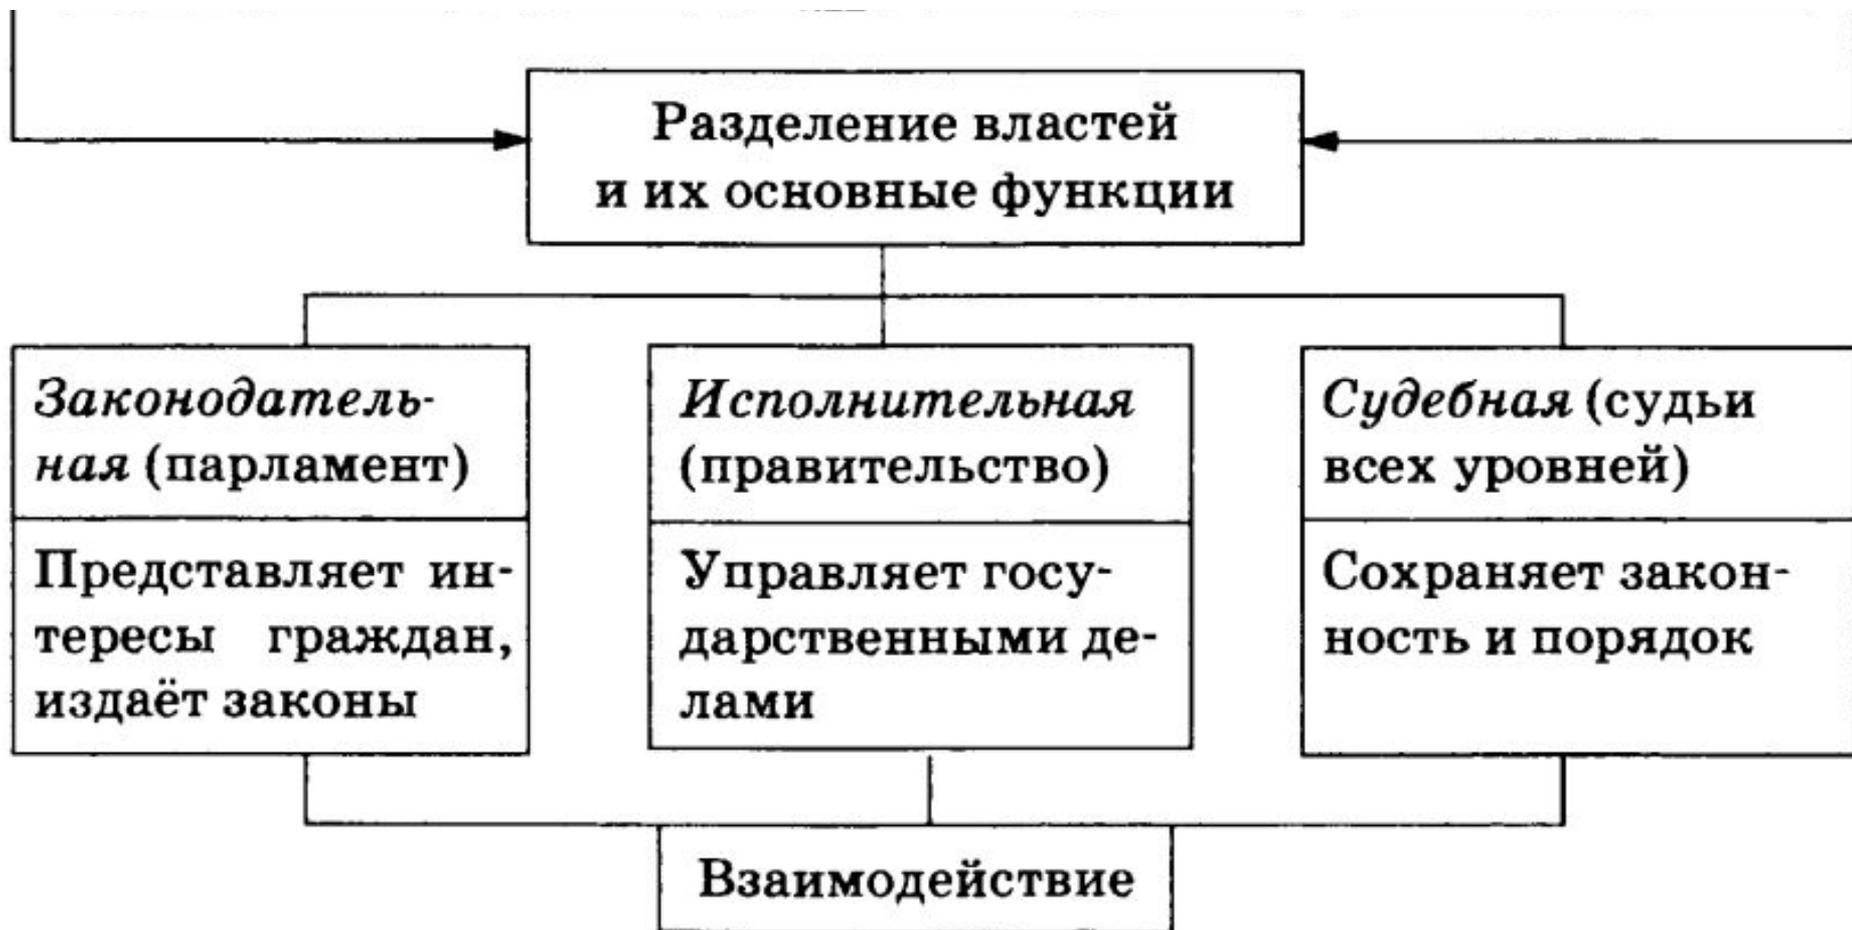 Разделение властей
и их основные функции
Законодатель-
ная (парламент)
Представляет ин-
тересы граждан,
издаёт законы
Исполнительная
(правительство)
Управляет госу-
дарственными де-
лами
Судебная (судьи
всех уровней)
Сохраняет закон-
ность и порядок
Взаимодействие